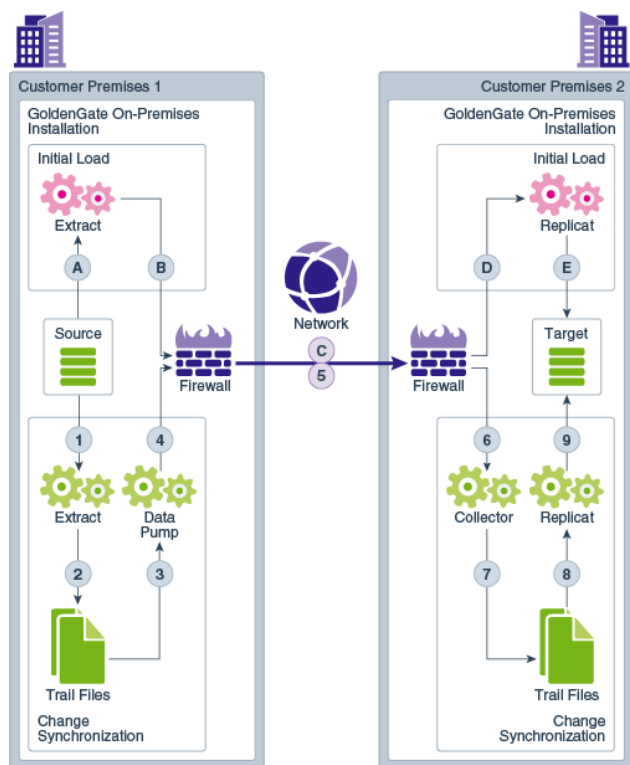 Customer Premises 1
GoldenGate On-Premises
Installation
Initial Load
Extract
A
B
Source
Firewall
1
4
Extract
Data
Pump
2
3
Trail Files
Change
Synchronization
Network
C
5
Customer Premises 2
GoldenGate On-Premises
Installation
Initial Load
Replicat
D
E
Firewall
Target
6
9
Collector
Replicat
7
8
Trail Files
Change
Synchronization